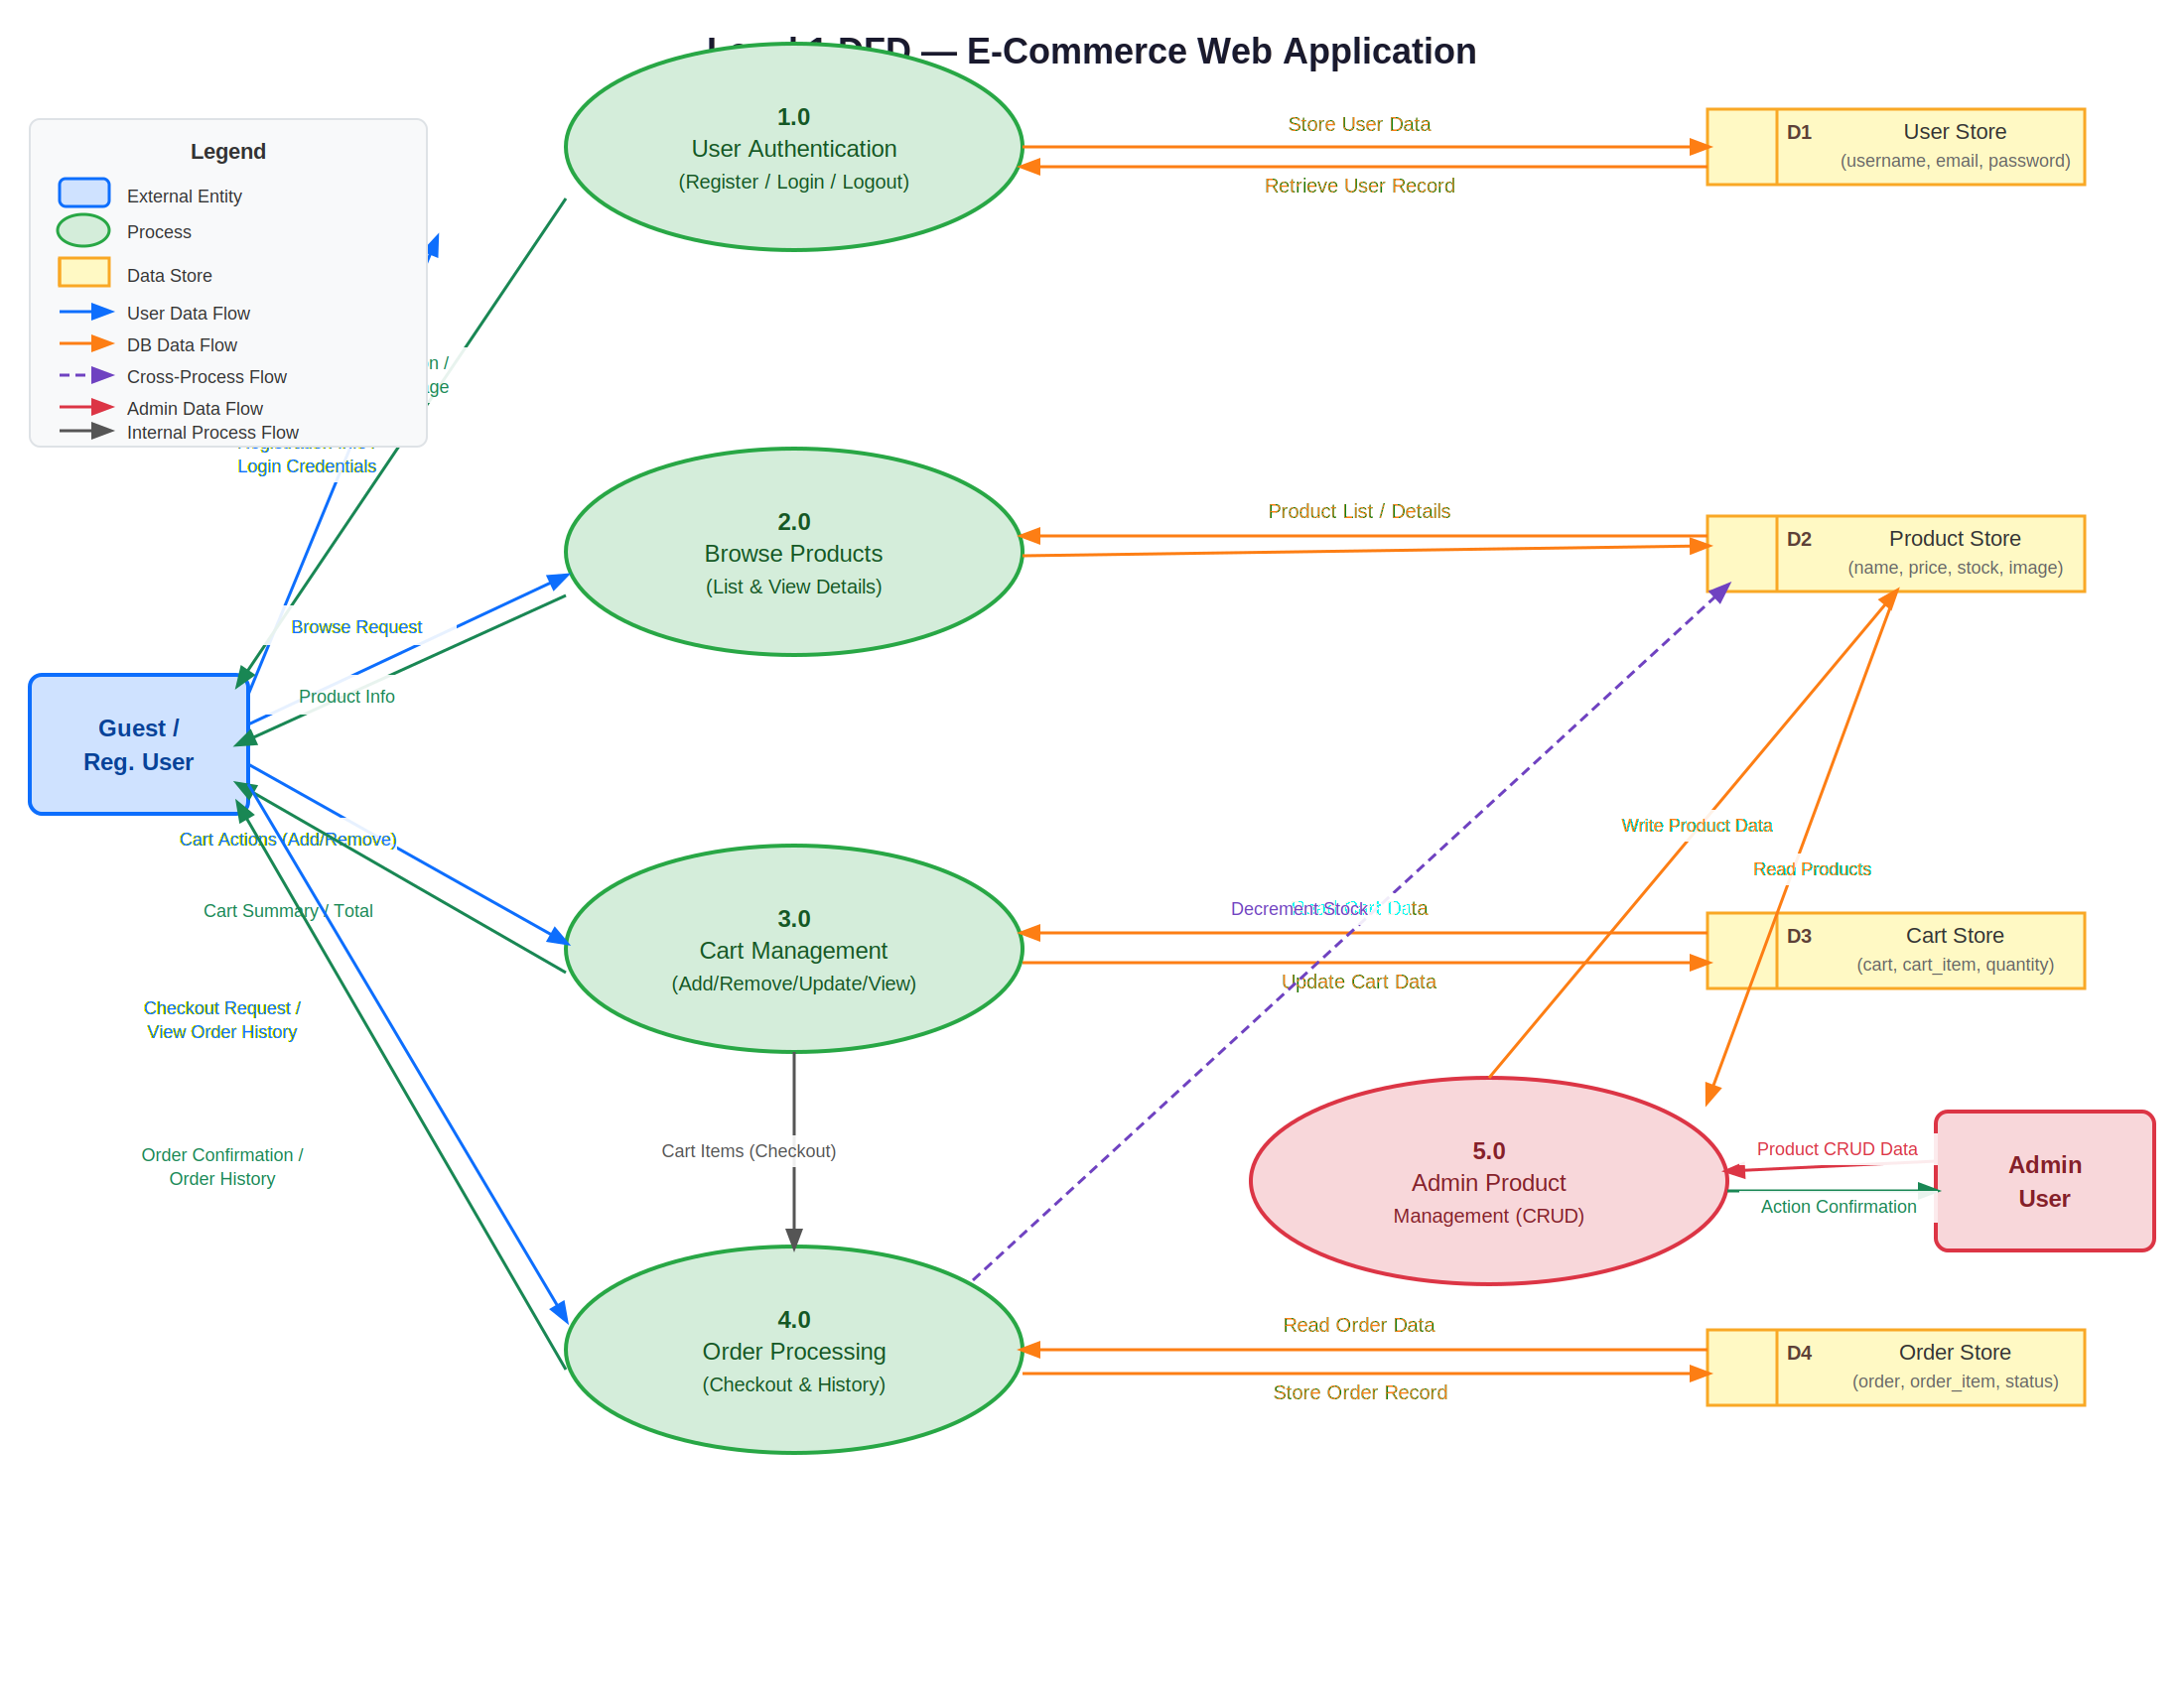 DFD — E-Commerce Web Application
Legend
External Entity
Process
Data Store
User Data Flow
DB Data Flow
Cross-Process Flow
Admin Data Flow
Internal Process Flow
1.0
User Authentication
(Register / Login / Logout)
Store User Data
Retrieve User Record
D1
User Store
(username, email, password)
Login Credentials
2.0
Browse Products
(List & View Details)
Product List / Details
D2
Product Store
(name, price, stock, image)
Browse Request
Product Info
Guest /
Reg. User
Cart Actions (Add/Remove)
Cart Summary / Total
Write Product Data
Read Products
3.0
Cart Management
(Add/Remove/Update/View)
Decrement Stock
Update Cart Data
D3
Cart Store
(cart, cart_item, quantity)
Checkout Request /
View Order History
Cart Items (Checkout)
Order Confirmation /
Order History
5.0
Admin Product
Management (CRUD)
Product CRUD Data
Action Confirmation
Admin
User
4.0
Order Processing
(Checkout & History)
Read Order Data
Store Order Record
D4
Order Store
(order, order_item, status)